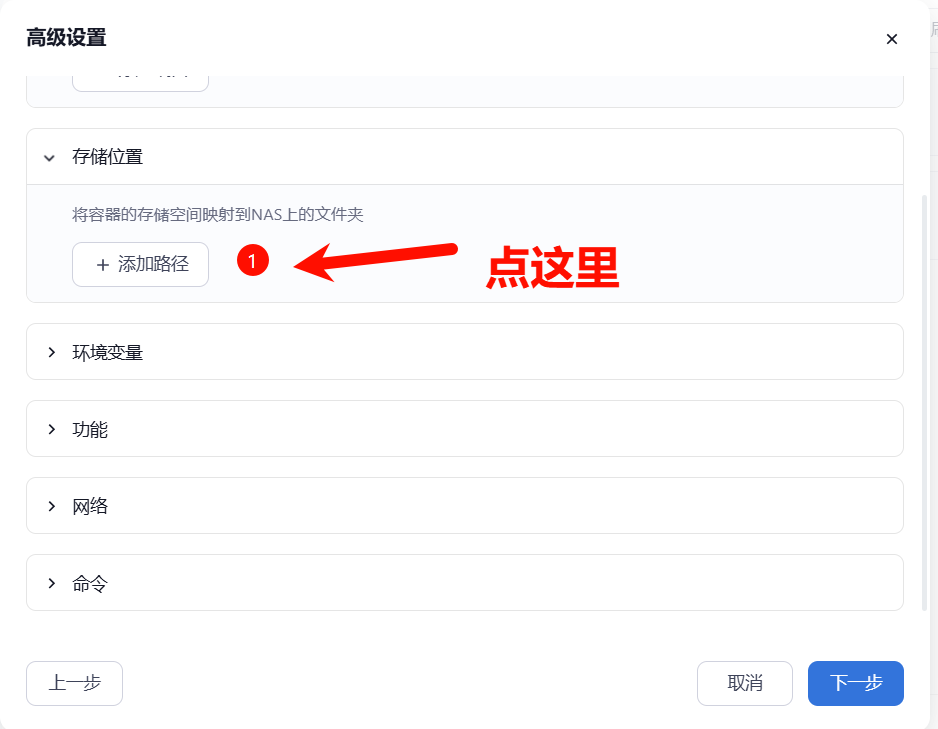 高级设置
存储位置
将容器的存储空间映射到NAS上的文件夹
+ 添加路径
1
点这里
环境变量
功能
网络
命令
上一步
取消
下一步